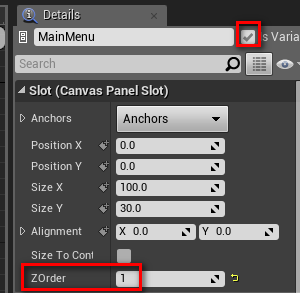 Details
MainMenu
s Varia
Search
Slot (Canvas Panel Slot)
Anchors Anchors
Position X 0.0
Position Y 0.0
Size X 100.0
Size Y 30.0
Alignment X 0.0 Y 0.0
Size To Cont
ZOrder 1